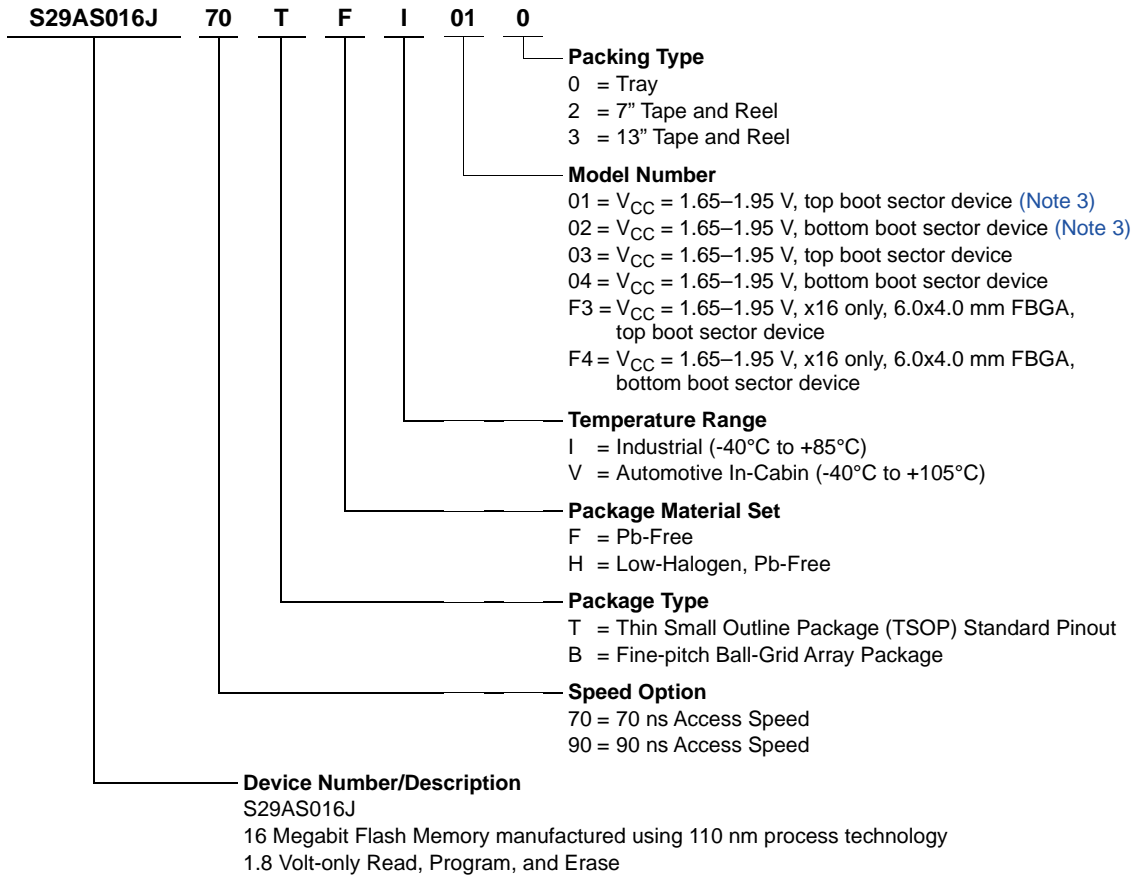 S29AS016J 70 T F I 01 0
Packing Type
0 = Tray
2 = 7” Tape and Reel
3 = 13” Tape and Reel
Model Number
01 = VCC = 1.65–1.95 V, top boot sector device (Note 3)
02 = VCC = 1.65–1.95 V, bottom boot sector device (Note 3)
03 = VCC = 1.65–1.95 V, top boot sector device
04 = VCC = 1.65–1.95 V, bottom boot sector device
F3 = VCC = 1.65–1.95 V, x16 only, 6.0x4.0 mm FBGA,
top boot sector device
F4 = VCC = 1.65–1.95 V, x16 only, 6.0x4.0 mm FBGA,
bottom boot sector device
Temperature Range
I = Industrial (-40°C to +85°C)
V = Automotive In-Cabin (-40°C to +105°C)
Package Material Set
F = Pb-Free
H = Low-Halogen, Pb-Free
Package Type
T = Thin Small Outline Package (TSOP) Standard Pinout
B = Fine-pitch Ball-Grid Array Package
Speed Option
70 = 70 ns Access Speed
90 = 90 ns Access Speed
Device Number/Description
S29AS016J
16 Megabit Flash Memory manufactured using 110 nm process technology
1.8 Volt-only Read, Program, and Erase